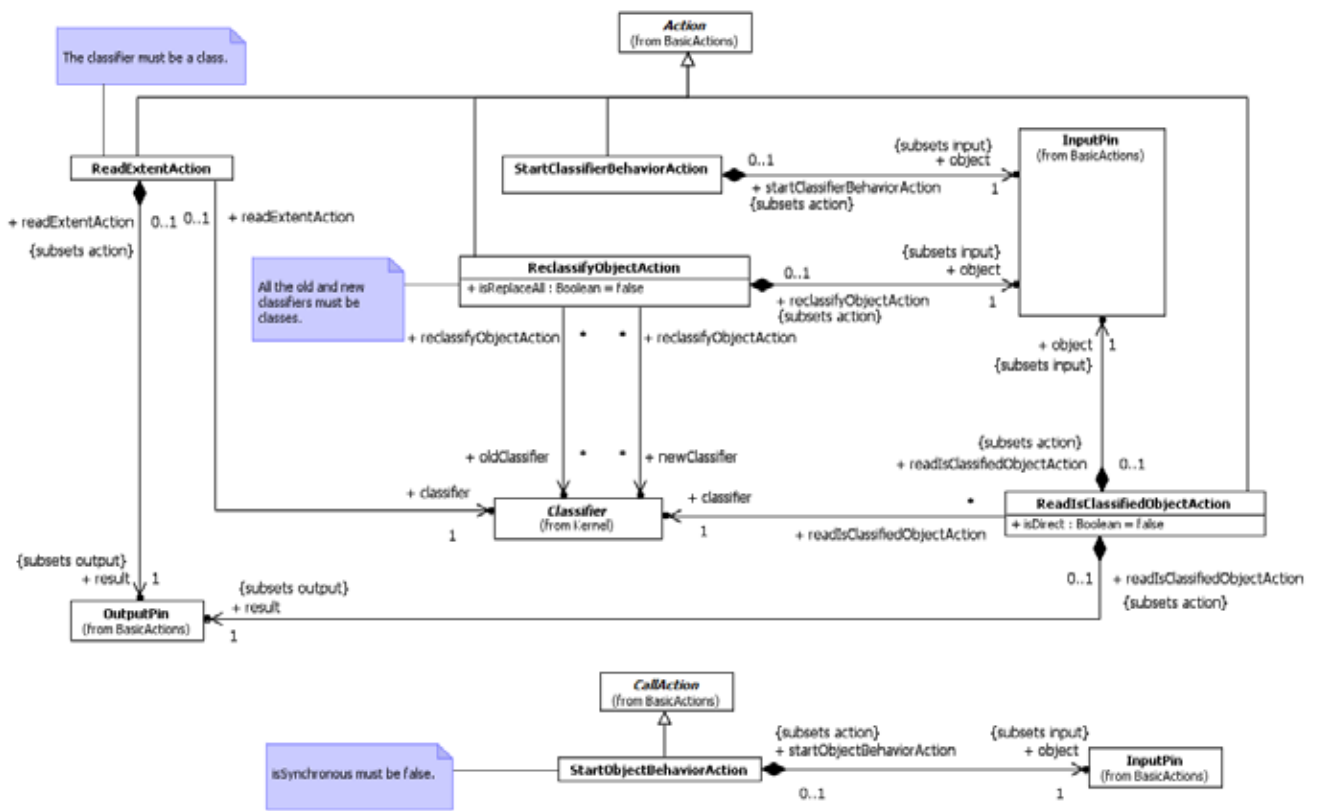 Action
(from BasicActions)
The classifier must be a class.
ReadExtentAction
StartClassifierBehaviorAction
InputPin
(from BasicActions)
0..1
{subsets input}
+ object
1
+ startClassifierBehaviorAction
{subsets action}
+ readExtentAction
0..1
0..1
+ readExtentAction
{subsets action}
All the old and new
classifiers must be
classes.
ReclassifyObjectAction
+ isReplaceAll : Boolean = false
0..1
{subsets input}
+ object
1
+ reclassifyObjectAction
{subsets action}
+ reclassifyObjectAction
*
*
+ reclassifyObjectAction
+ object
1
{subsets input}
{subsets action}
+ readIsClassifiedObjectAction
0..1
+ oldClassifier
*
*
+ newClassifier
+ classifier
1
Classifier
(from Kernel)
+ classifier
1
*
+ readIsClassifiedObjectAction
ReadIsClassifiedObjectAction
+ isDirect : Boolean = false
0..1
+ readIsClassifiedObjectAction
{subsets action}
{subsets output}
+ result
1
{subsets output}
+ result
1
OutputPin
(from BasicActions)
CallAction
(from BasicActions)
isSynchronous must be false.
StartObjectBehaviorAction
{subsets action}
+ startObjectBehaviorAction
0..1
{subsets input}
+ object
1
InputPin
(from BasicActions)